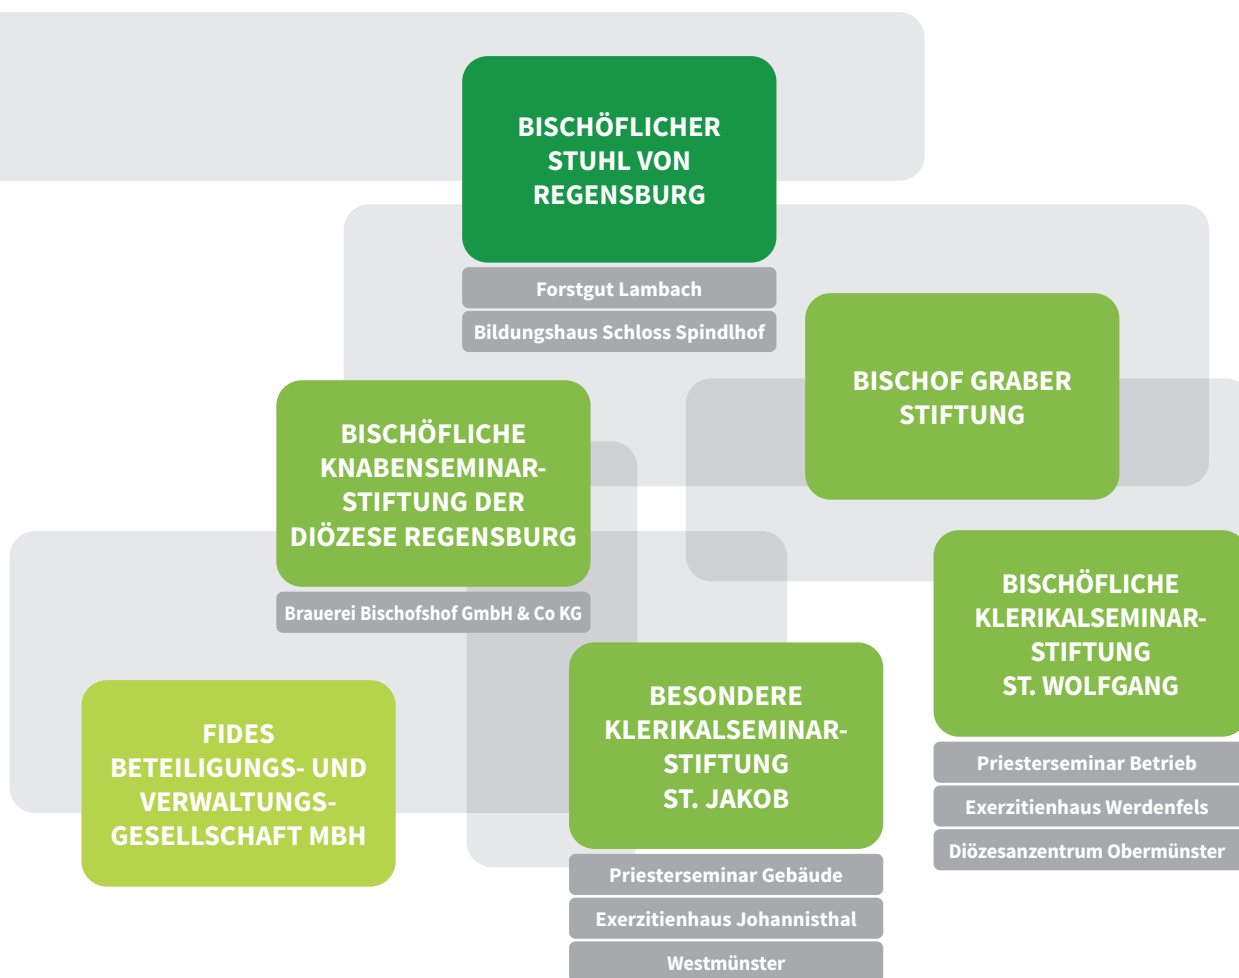 BISCHÖFLICHER
STUHL VON
REGENSBURG
Forstgut Lambach
Bildungshaus Schloss Spindlhof
BISCHOF GRABER
STIFTUNG
BISCHÖFLICHE
KNABENSEMINAR-
STIFTUNG DER
DIÖZESE REGENSBURG
Brauerei Bischofshof GmbH & Co KG
BISCHÖFLICHE
KLERIKALSEMINAR-
STIFTUNG
ST. WOLFGANG
Priesterseminar Betrieb
Exerzitienhaus Werdenfels
Diözesanzentrum Obermünster
FIDES
BETEILIGUNGS- UND
VERWALTUNGS-
GESELLSCHAFT MBH
BESONDERE
KLERIKALSEMINAR-
STIFTUNG
ST. JAKOB
Priesterseminar Gebäude
Exerzitienhaus Johannisthal
Westmünster